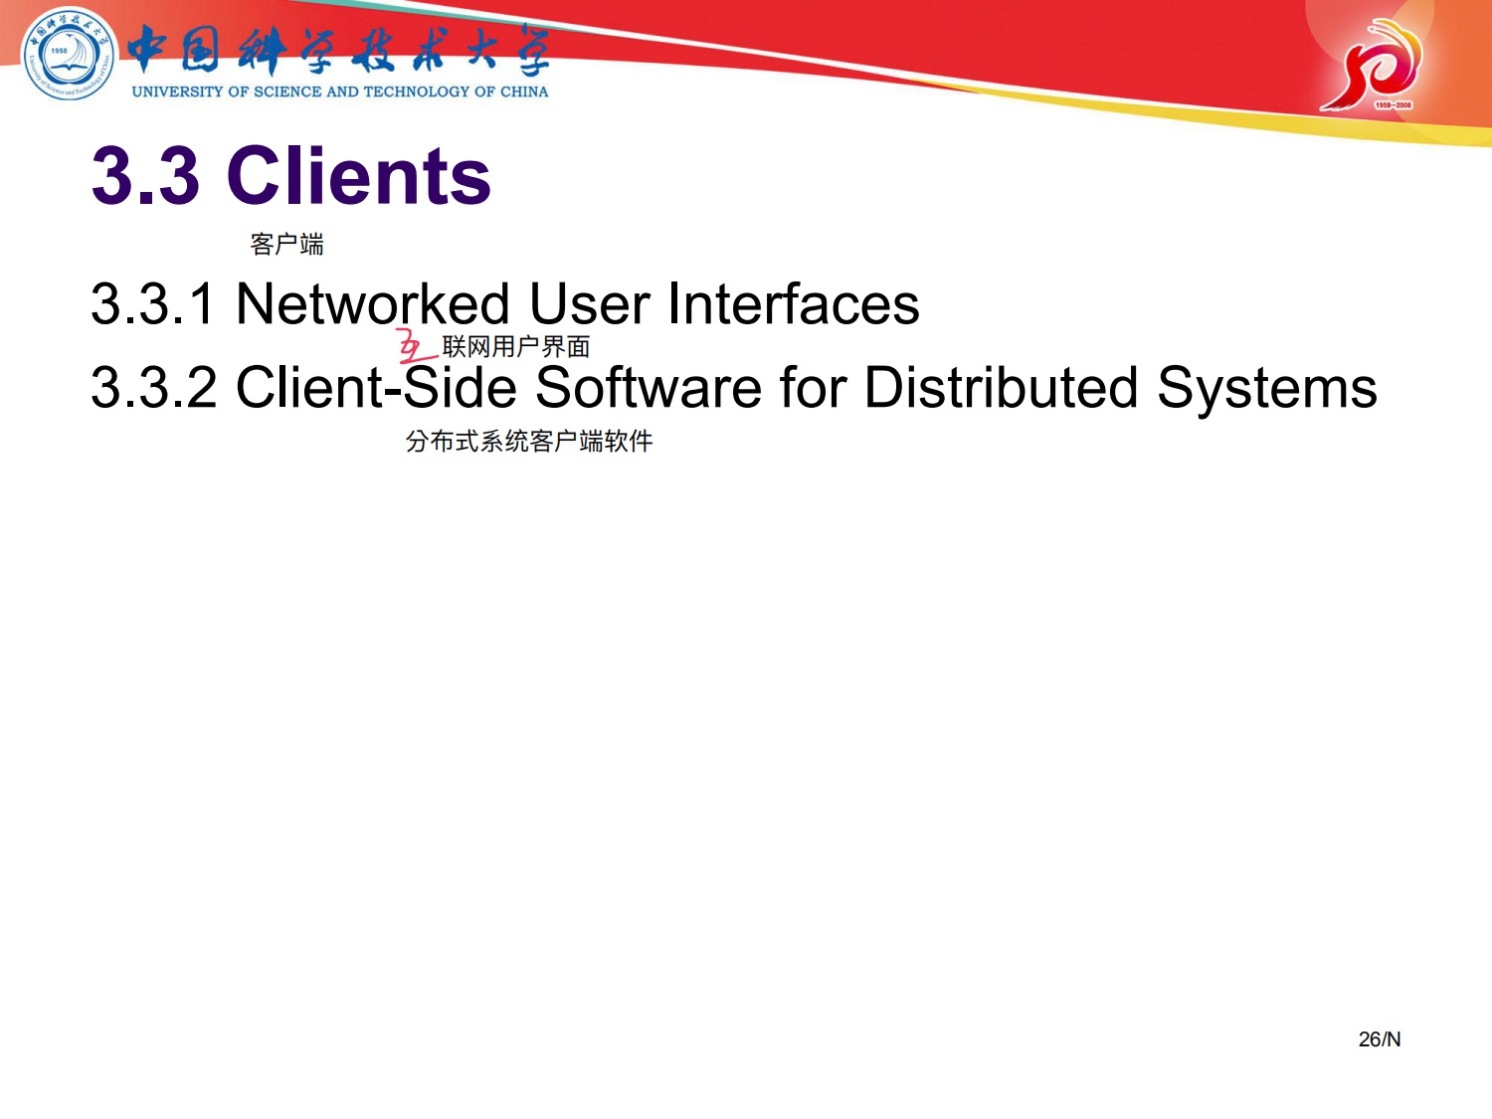 中国科学技术大学
UNIVERSITY OF SCIENCE AND TECHNOLOGY OF CHINA
1958
1958-2008
3.3 Clients
客户端
3.3.1 Networked User Interfaces
互联网用户界面
3.3.2 Client-Side Software for Distributed Systems
分布式系统客户端软件
26/N